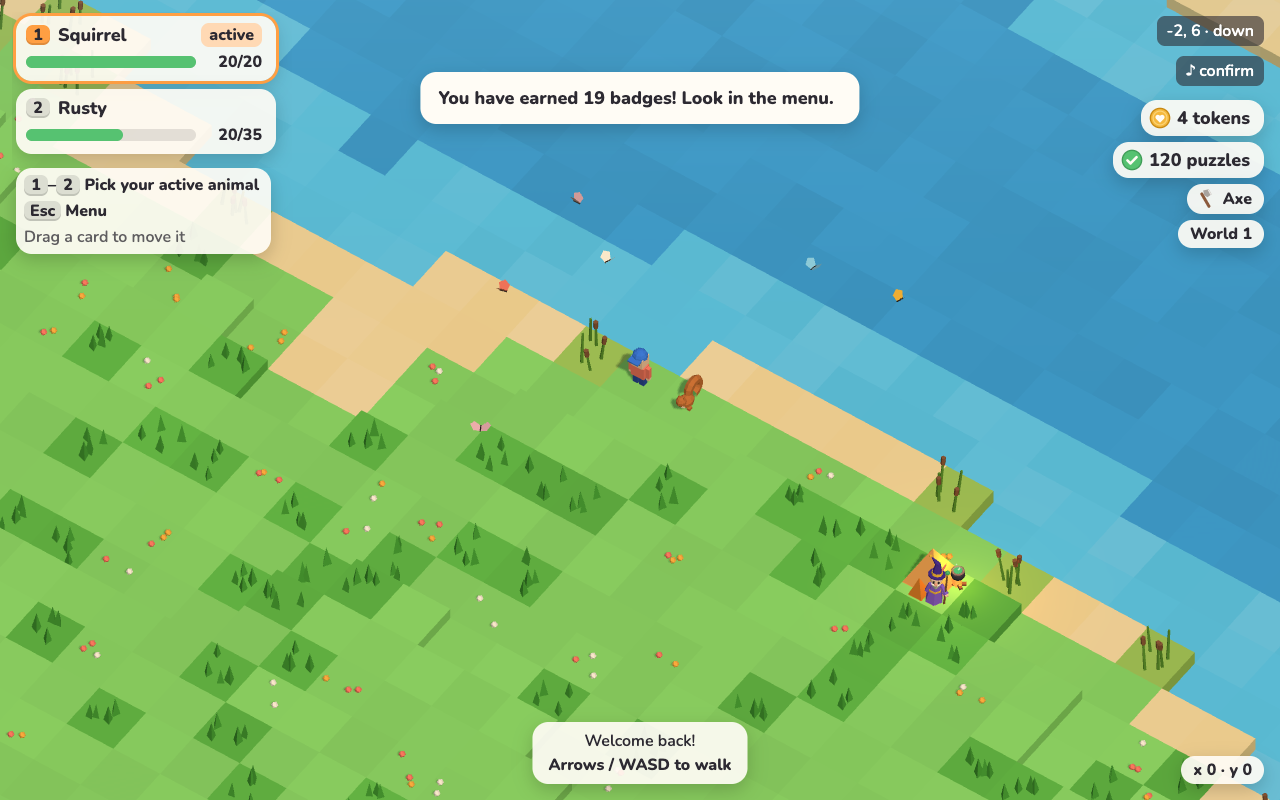 1 Squirrel active
20/20
2 Rusty
20/35
1–2 Pick your active animal
Esc Menu
Drag a card to move it
You have earned 19 badges! Look in the menu.
-2, 6 · down
♪ confirm
4 tokens
120 puzzles
Axe
World 1
Welcome back!
Arrows / WASD to walk
x 0 · y 0